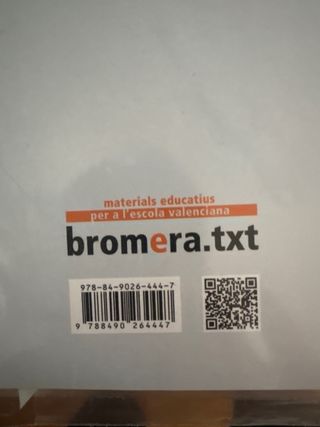 materials educatius
per a l'escola valenciana
bromera.txt
978-84-9026-444-7
9 788490 264447